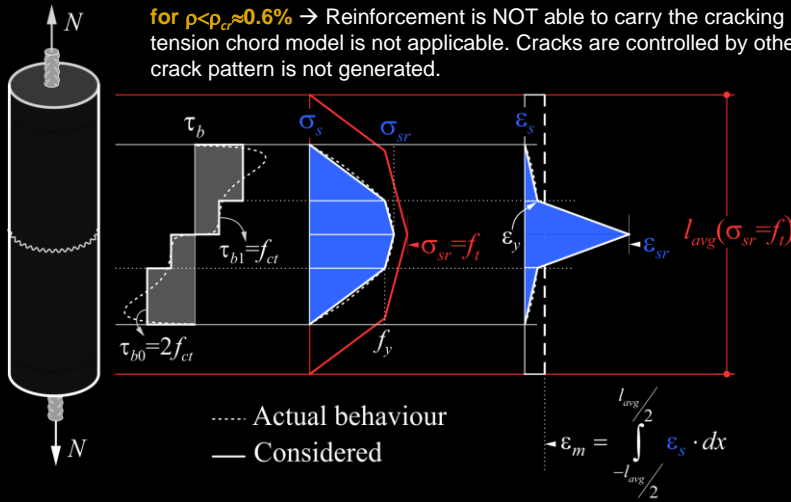 for ρ<ρcr≈0.6% → Reinforcement is NOT able to carry the cracking
tension chord model is not applicable. Cracks are controlled by othe
crack pattern is not generated.
N
τb
σs
σsr
εs
τb1=fct
σsr=ft
εy
εsr
lavg(σsr=ft)
τb0=2fct
fy
N
Actual behaviour
Considered
εm = ∫ εs · dx
lavg/2
-lavg/2